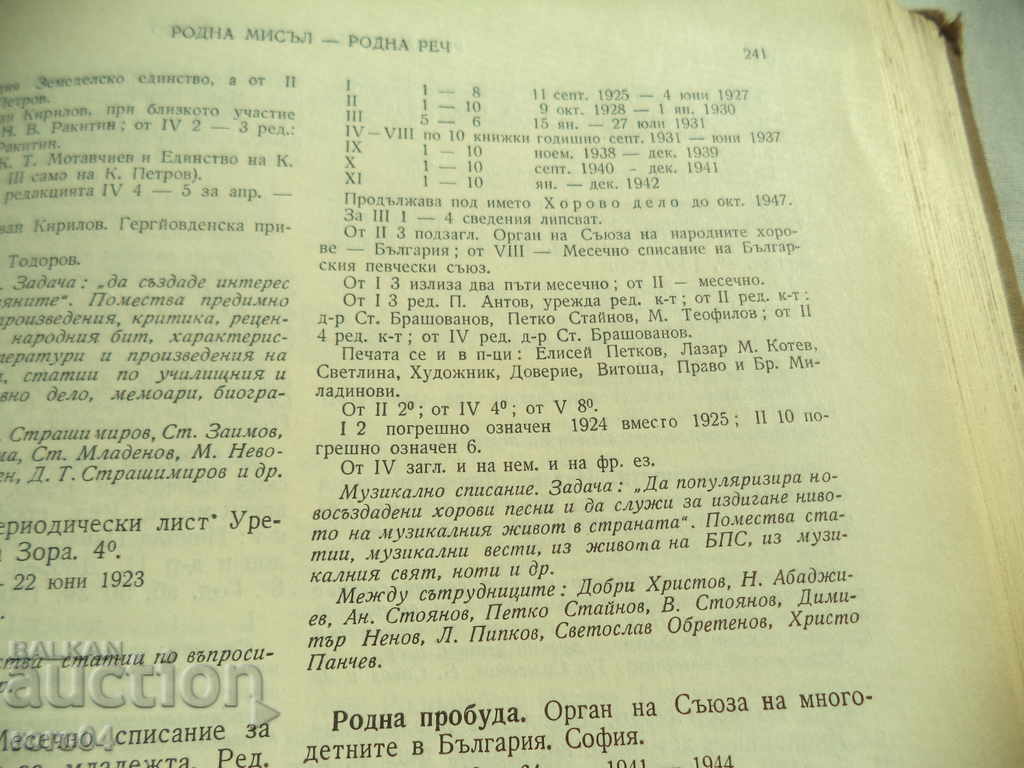 РОДНА МИСЪЛ — РОДНА РЕЧ
241
Земеделско единство, а от II
Петров.
Кирилов, при близкото участие
Н. В. Ракитин; от IV 2 — 3 ред.:
Ракитин.
К. Т. Мотавчиев и Единство на К.
III само на К. Петров).
редакцията IV 4 — 5 за апр. —
Кирилов. Гергйовденска при-
Тодоров.
Задача: „да създаде интерес
Помества предимно
произведения, критика, рецен-
народния бит, характерис-
произведения на
статии по училищния и
дело, мемоари, биогра-
Страшимиров, Ст. Заимов,
Ст. Младенов, М. Нево-
Д. Т. Страшимиров и др.
периодически лист* Уре-
Зора. 4⁰.
— 22 юни 1923
статии по въпроси-
Месечно списание за
младежта. Ред.
I 1 — 8 11 септ. 1925 — 4 юни 1927
II 1 — 10 9 окт. 1928 — 1 ян. 1930
III 5 — 6 15 ян. — 27 юли 1931
IV—VIII по 10 книжки годишно септ. 1931 — юни 1937
IX 1 — 10 ноем. 1938 — дек. 1939
X 1 — 10 септ. 1940 - дек. 1941
XI 1 — 10 ян. — дек. 1942
Продължава под името Хорово дело до окт. 1947.
За III 1 — 4 сведения липсват.
От II 3 подзагл. Орган на Съюза на народните хоро-
ве — България; от VIII — Месечно списание на Българ-
ския певчески съюз.
От I 3 излиза два пъти месечно; от II — месечно.
От I 3 ред. П. Антов, урежда ред. к-т; от II ред. к-т:
д-р Ст. Брашованов, Петко Стайнов, М. Теофилов; от II
4 ред. к-т; от IV ред. д-р Ст. Брашованов.
Печата се и в п-ци: Елисей Петков, Лазар М. Котев,
Светлина, Художник, Доверие, Витоша, Право и Бр. Ми-
ладинови.
От II 2⁰; от IV 4⁰; от V 8⁰.
I 2 погрешно означен 1924 вместо 1925; II 10 по-
грешно означен 6.
От IV загл. и на нем. и на фр. ез.
Музикално списание. Задача: „Да популяризира но-
восъздадени хорови песни и да служи за издигане ниво-
то на музикалния живот в страната“. Помества ста-
тии, музикални вести, из живота на БПС, из музи-
калния свят, ноти и др.
Между сътрудниците: Добри Христов, Н. Абаджи-
ев, Ан. Стоянов, Петко Стайнов, В. Стоянов, Дими-
тър Ненов, Л. Пипков, Светослав Обретенов, Христо
Панчев.
Родна пробуда. Орган на Съюза на много-
детните в България. София.
1941 — 1944
BALKAN
auction